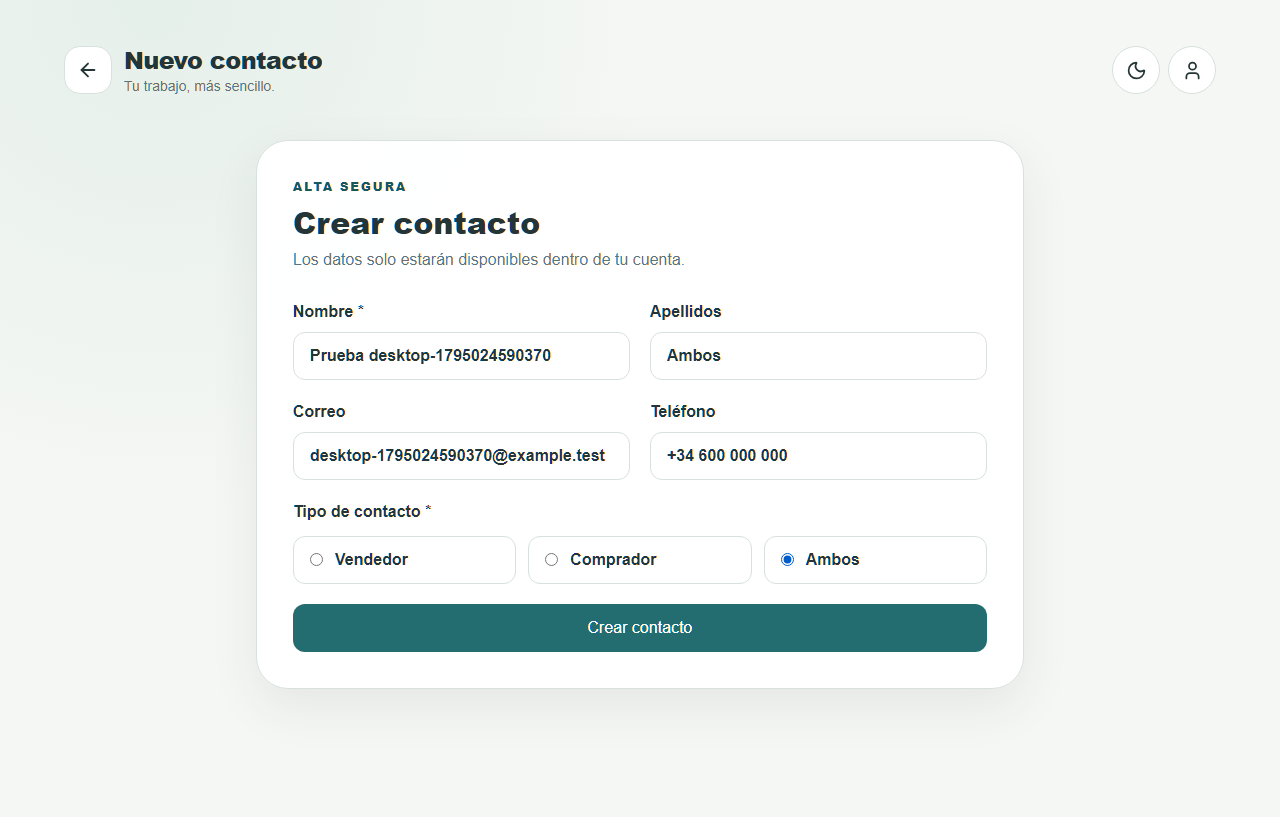 Nuevo contacto
Tu trabajo, más sencillo.
ALTA SEGURA
Crear contacto
Los datos solo estarán disponibles dentro de tu cuenta.
Nombre *
Apellidos
Prueba desktop-1795024590370
Ambos
Correo
Teléfono
desktop-1795024590370@example.test
+34 600 000 000
Tipo de contacto *
Vendedor
Comprador
Ambos
Crear contacto